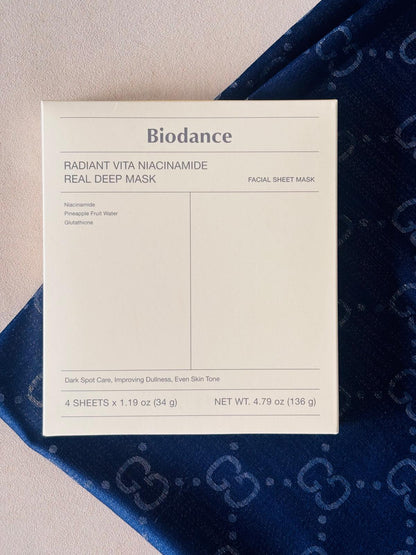 Biodance
RADIANT VITA NIACINAMIDE
REAL DEEP MASK
FACIAL SHEET MASK
Niacinamide
Pineapple Fruit Water
Glutathione
Dark Spot Care, Improving Dullness, Even Skin Tone
4 SHEETS x 1.19 oz (34 g)
NET WT. 4.79 oz (136 g)